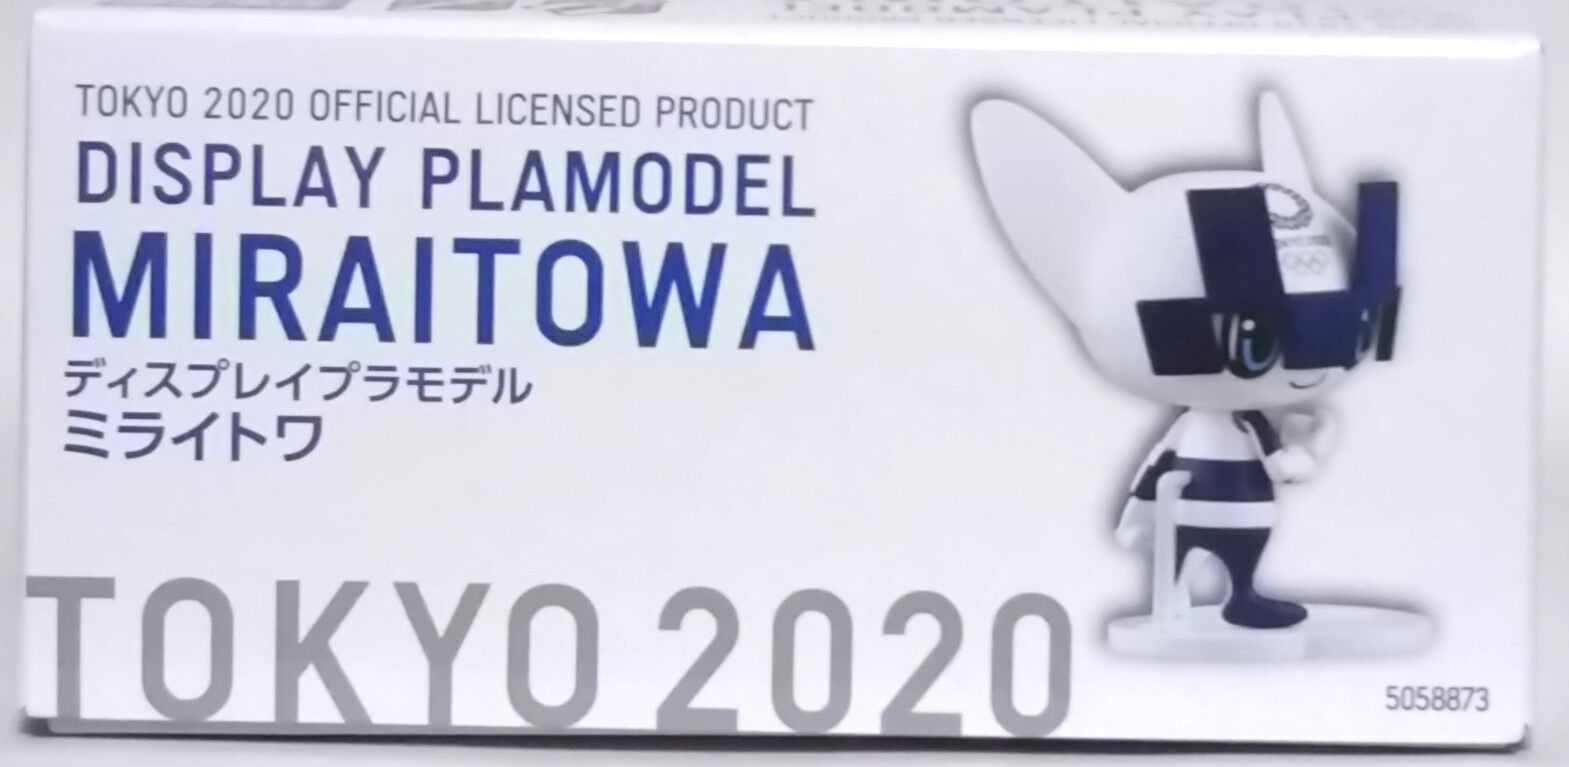 TOKYO 2020 OFFICIAL LICENSED PRODUCT
DISPLAY PLAMODEL
MIRAITOWA
ディスプレイプラモデル
ミライトワ
TOKYO 2020
5058873